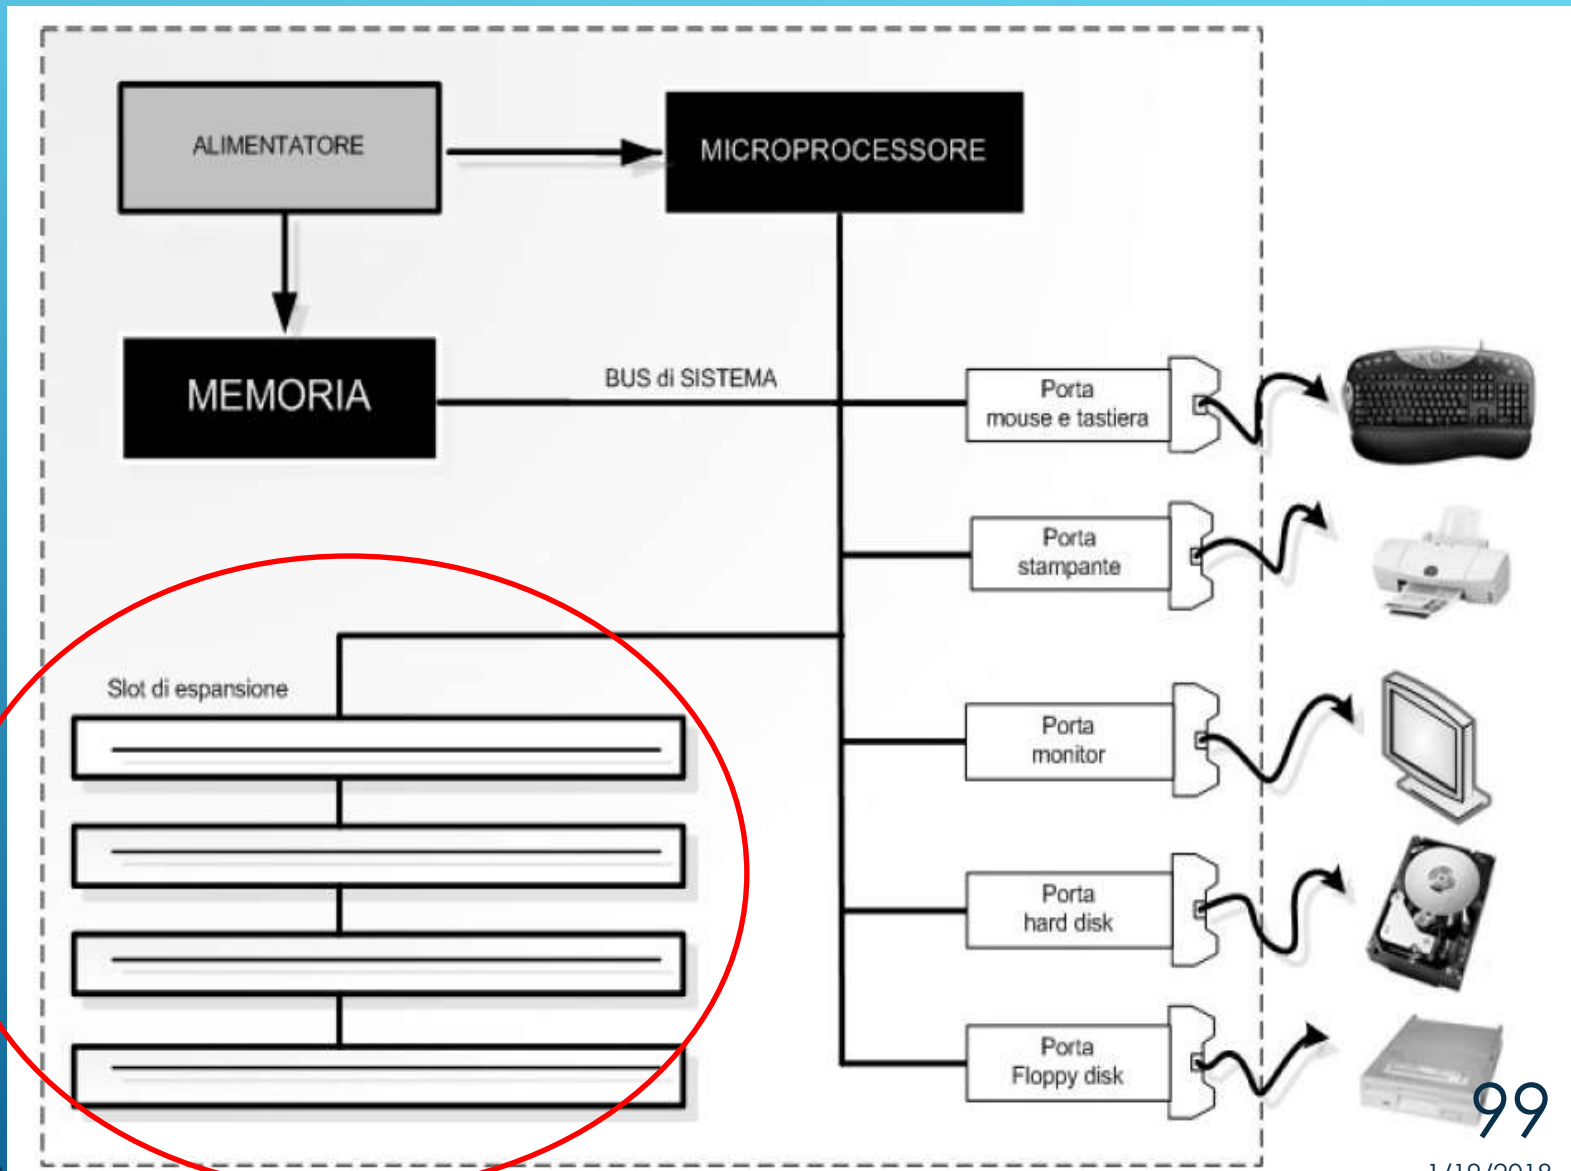 ALIMENTATORE
MICROPROCESSORE
MEMORIA
BUS di SISTEMA
Porta
mouse e tastiera
Porta
stampante
Slot di espansione
Porta
monitor
Porta
hard disk
Porta
Floppy disk
99